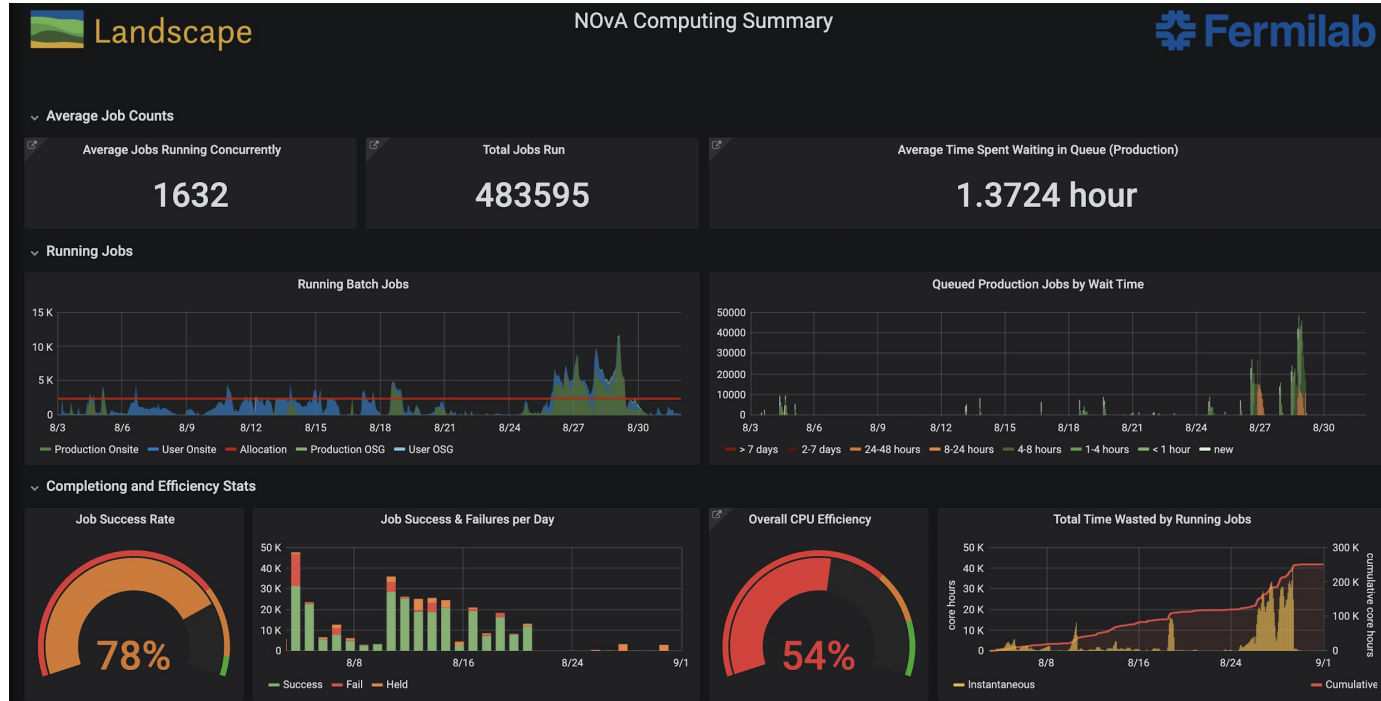 Landscape
NOvA Computing Summary
Fermilab
Average Job Counts
Average Jobs Running Concurrently
1632
Total Jobs Run
483595
Average Time Spent Waiting in Queue (Production)
1.3724 hour
Running Jobs
Running Batch Jobs
15 K
10 K
5 K
0
8/3 8/6 8/9 8/12 8/15 8/18 8/21 8/24 8/27 8/30
Production Onsite User Onsite Allocation Production OSG User OSG
Queued Production Jobs by Wait Time
50000
40000
30000
20000
10000
0
8/3 8/6 8/9 8/12 8/15 8/18 8/21 8/24 8/27 8/30
> 7 days 2-7 days 24-48 hours 8-24 hours 4-8 hours 1-4 hours < 1 hour new
Completiong and Efficiency Stats
Job Success Rate
78%
Job Success & Failures per Day
50 K
40 K
30 K
20 K
10 K
0
8/8 8/16 8/24 9/1
Success Fail Held
Overall CPU Efficiency
54%
Total Time Wasted by Running Jobs
core hours
50 K
40 K
30 K
20 K
10 K
0
300 K
200 K
100 K
0
cumulative core hours
8/8 8/16 8/24 9/1
Instantaneous Cumulative